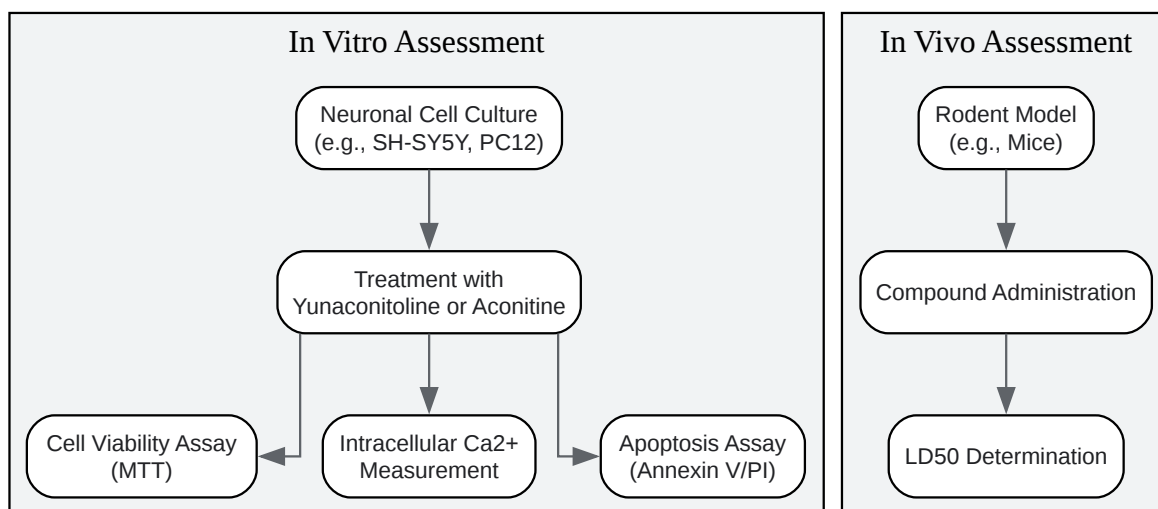 In Vitro Assessment
Neuronal Cell Culture
(e.g., SH-SY5Y, PC12)
Treatment with
Yunaconitoline or Aconitine
Cell Viability Assay
(MTT)
Intracellular Ca2+
Measurement
Apoptosis Assay
(Annexin V/PI)
In Vivo Assessment
Rodent Model
(e.g., Mice)
Compound Administration
LD50 Determination